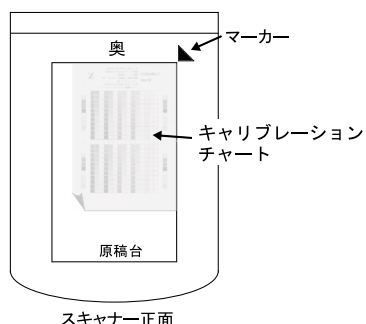 奥
マーカー
キャリブレーション
チャート
原稿台
スキャナー正面